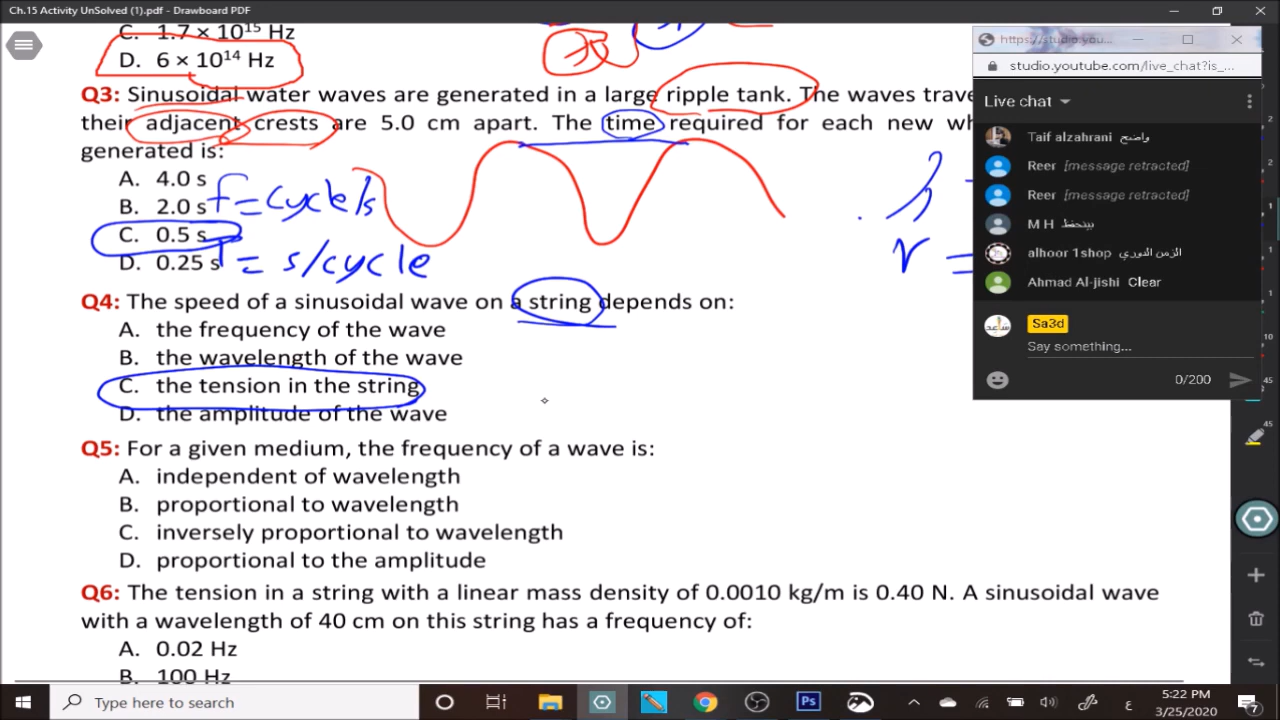 Ch.15 Activity UnSolved (1).pdf - Drawboard PDF
C. 1.7 × 10¹⁵ Hz
D. 6 × 10¹⁴ Hz
Q3: Sinusoidal water waves are generated in a large ripple tank. The waves trave
their adjacent crests are 5.0 cm apart. The time required for each new wh
generated is:
A. 4.0 s
B. 2.0 s
C. 0.5 s
D. 0.25 s
f = cycle/s
T = s/cycle
λ =
v =
Q4: The speed of a sinusoidal wave on a string depends on:
A. the frequency of the wave
B. the wavelength of the wave
C. the tension in the string
D. the amplitude of the wave
Q5: For a given medium, the frequency of a wave is:
A. independent of wavelength
B. proportional to wavelength
C. inversely proportional to wavelength
D. proportional to the amplitude
Q6: The tension in a string with a linear mass density of 0.0010 kg/m is 0.40 N. A sinusoidal wave
with a wavelength of 40 cm on this string has a frequency of:
A. 0.02 Hz
B. 100 Hz
https://studio.you...
studio.youtube.com/live_chat?is_...
Live chat
Taif alzahrani واضح
Reer [message retracted]
Reer [message retracted]
M H بيتحفظ
alhoor 1shop الزمن الدوري
Ahmad Al-jishi Clear
Sa3d
Say something...
0/200
45
45
Type here to search
Ps
ع
5:22 PM
3/25/2020
7